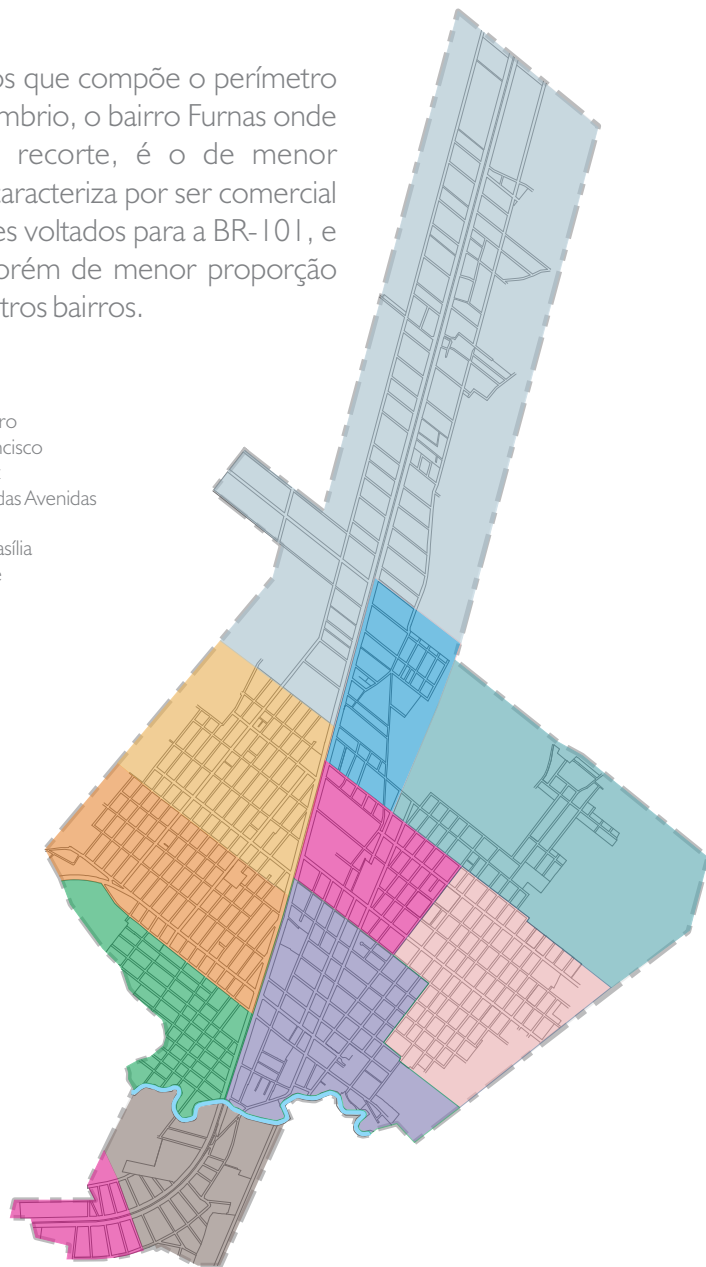 os que compõe o perímetro
mbrio, o bairro Furnas onde
recorte, é o de menor
caracteriza por ser comercial
es voltados para a BR-101, e
orém de menor proporção
tros bairros.
ro
ncisco
das Avenidas
asília